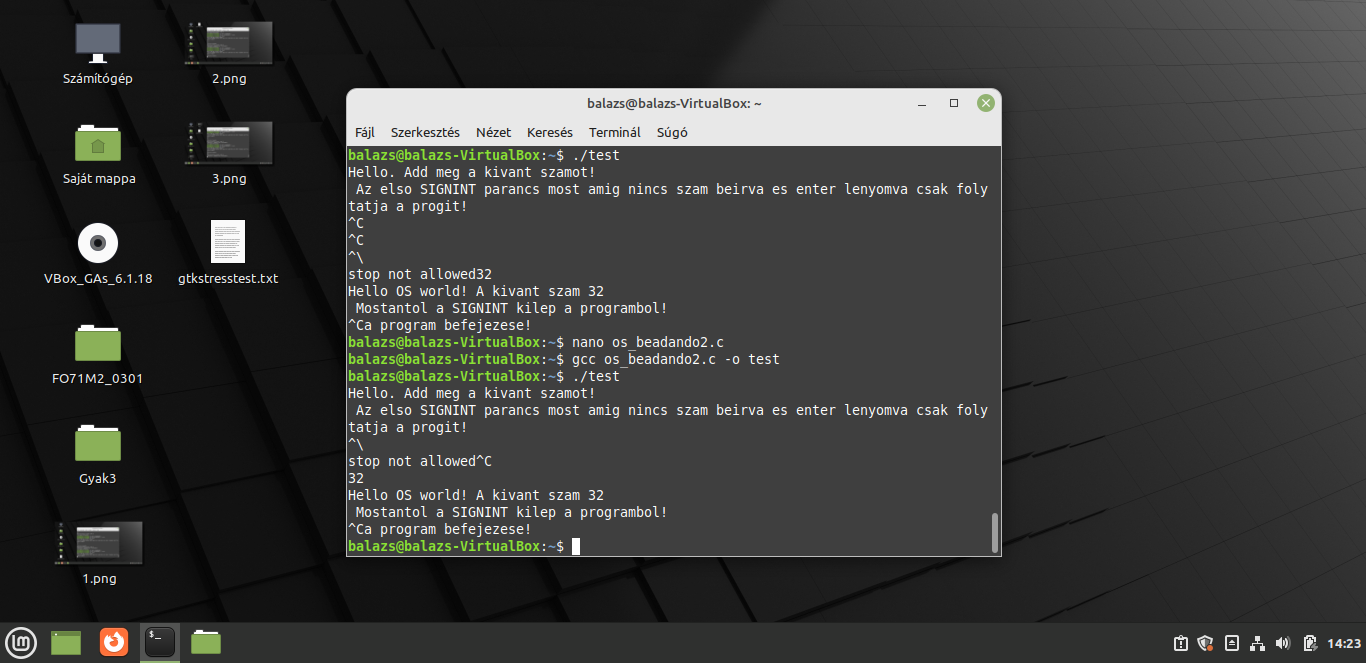 Számítógép
2.png
Saját mappa
3.png
VBox_GAs_6.1.18
gtkstresstest.txt
FO71M2_0301
Gyak3
1.png
balazs@balazs-VirtualBox: ~
Fájl Szerkesztés Nézet Keresés Terminál Súgó
balazs@balazs-VirtualBox:~$ ./test
Hello. Add meg a kivant szamot!
 Az elso SIGNINT parancs most amig nincs szam beirva es enter lenyomva csak foly
tatja a progit!
^C
^C
^\
stop not allowed32
Hello OS world! A kivant szam 32
 Mostantol a SIGNINT kilep a programbol!
^Ca program befejezese!
balazs@balazs-VirtualBox:~$ nano os_beadando2.c
balazs@balazs-VirtualBox:~$ gcc os_beadando2.c -o test
balazs@balazs-VirtualBox:~$ ./test
Hello. Add meg a kivant szamot!
 Az elso SIGNINT parancs most amig nincs szam beirva es enter lenyomva csak foly
tatja a progit!
^\
stop not allowed^C
32
Hello OS world! A kivant szam 32
 Mostantol a SIGNINT kilep a programbol!
^Ca program befejezese!
balazs@balazs-VirtualBox:~$
14:23